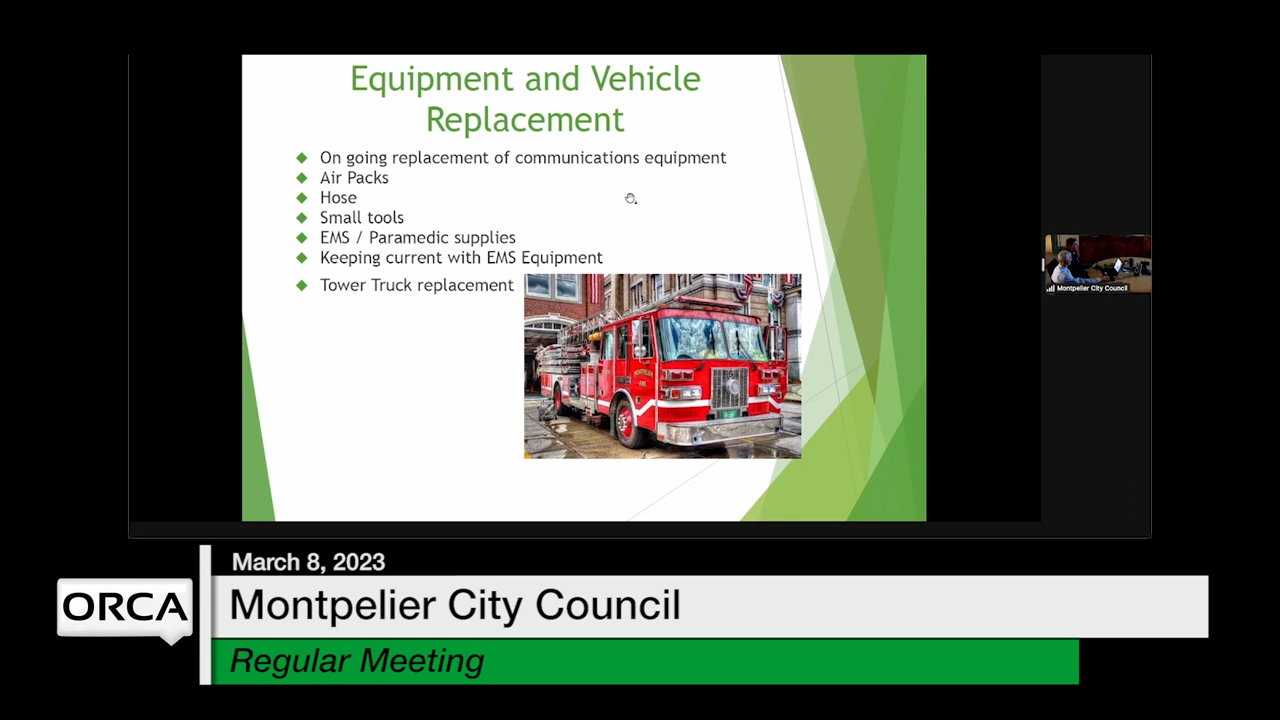 Equipment and Vehicle
Replacement
On going replacement of communications equipment
Air Packs
Hose
Small tools
EMS / Paramedic supplies
Keeping current with EMS Equipment
Tower Truck replacement
Montpelier City Council
March 8, 2023
ORCA
Montpelier City Council
Regular Meeting